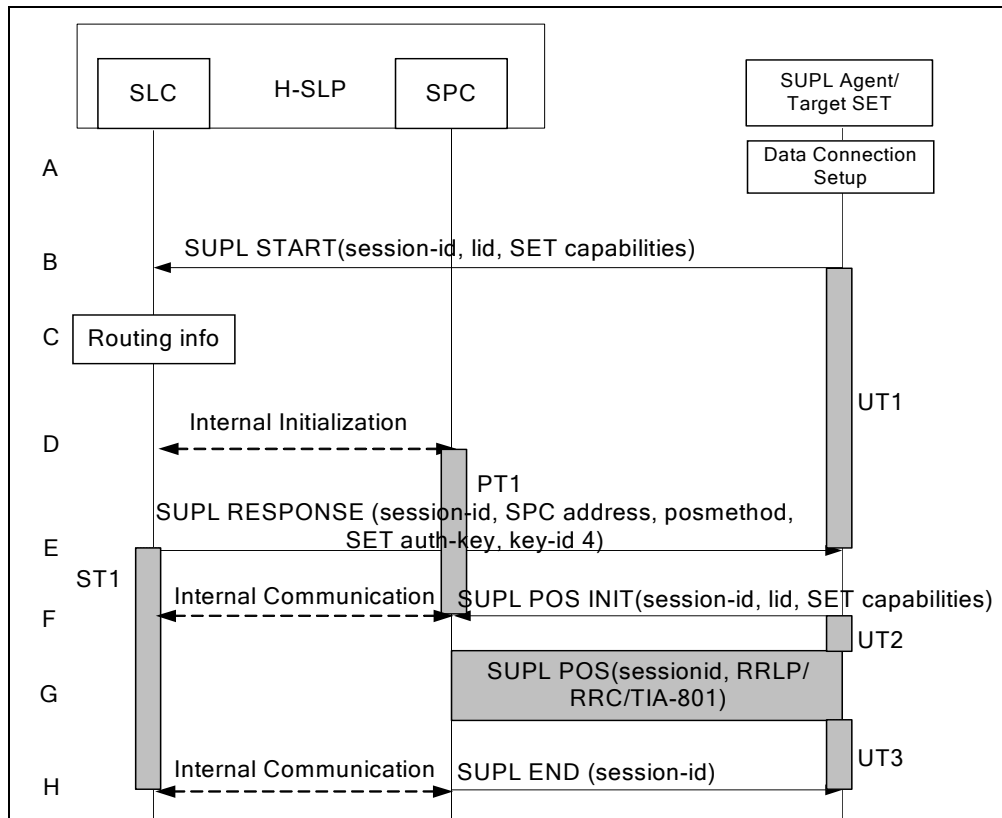 SLC
H-SLP
SPC
SUPL Agent/
Target SET
A
Data Connection
Setup
B
SUPL START(session-id, lid, SET capabilities)
C
Routing info
UT1
D
Internal Initialization
PT1
E
SUPL RESPONSE (session-id, SPC address, posmethod,
SET auth-key, key-id 4)
ST1
F
Internal Communication
SUPL POS INIT(session-id, lid, SET capabilities)
UT2
G
SUPL POS(sessionid, RRLP/
RRC/TIA-801)
UT3
H
Internal Communication
SUPL END (session-id)